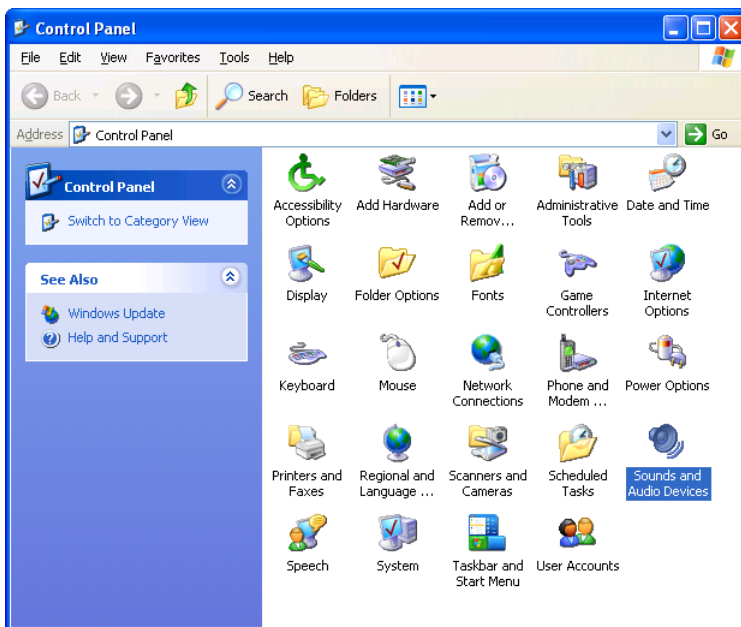 Control Panel
File Edit View Favorites Tools Help
Back Search Folders
Address Control Panel Go
Control Panel
Switch to Category View
See Also
Windows Update
Help and Support
Accessibility Options
Add Hardware
Add or Remov...
Administrative Tools
Date and Time
Display
Folder Options
Fonts
Game Controllers
Internet Options
Keyboard
Mouse
Network Connections
Phone and Modem ...
Power Options
Printers and Faxes
Regional and Language ...
Scanners and Cameras
Scheduled Tasks
Sounds and Audio Devices
Speech
System
Taskbar and Start Menu
User Accounts